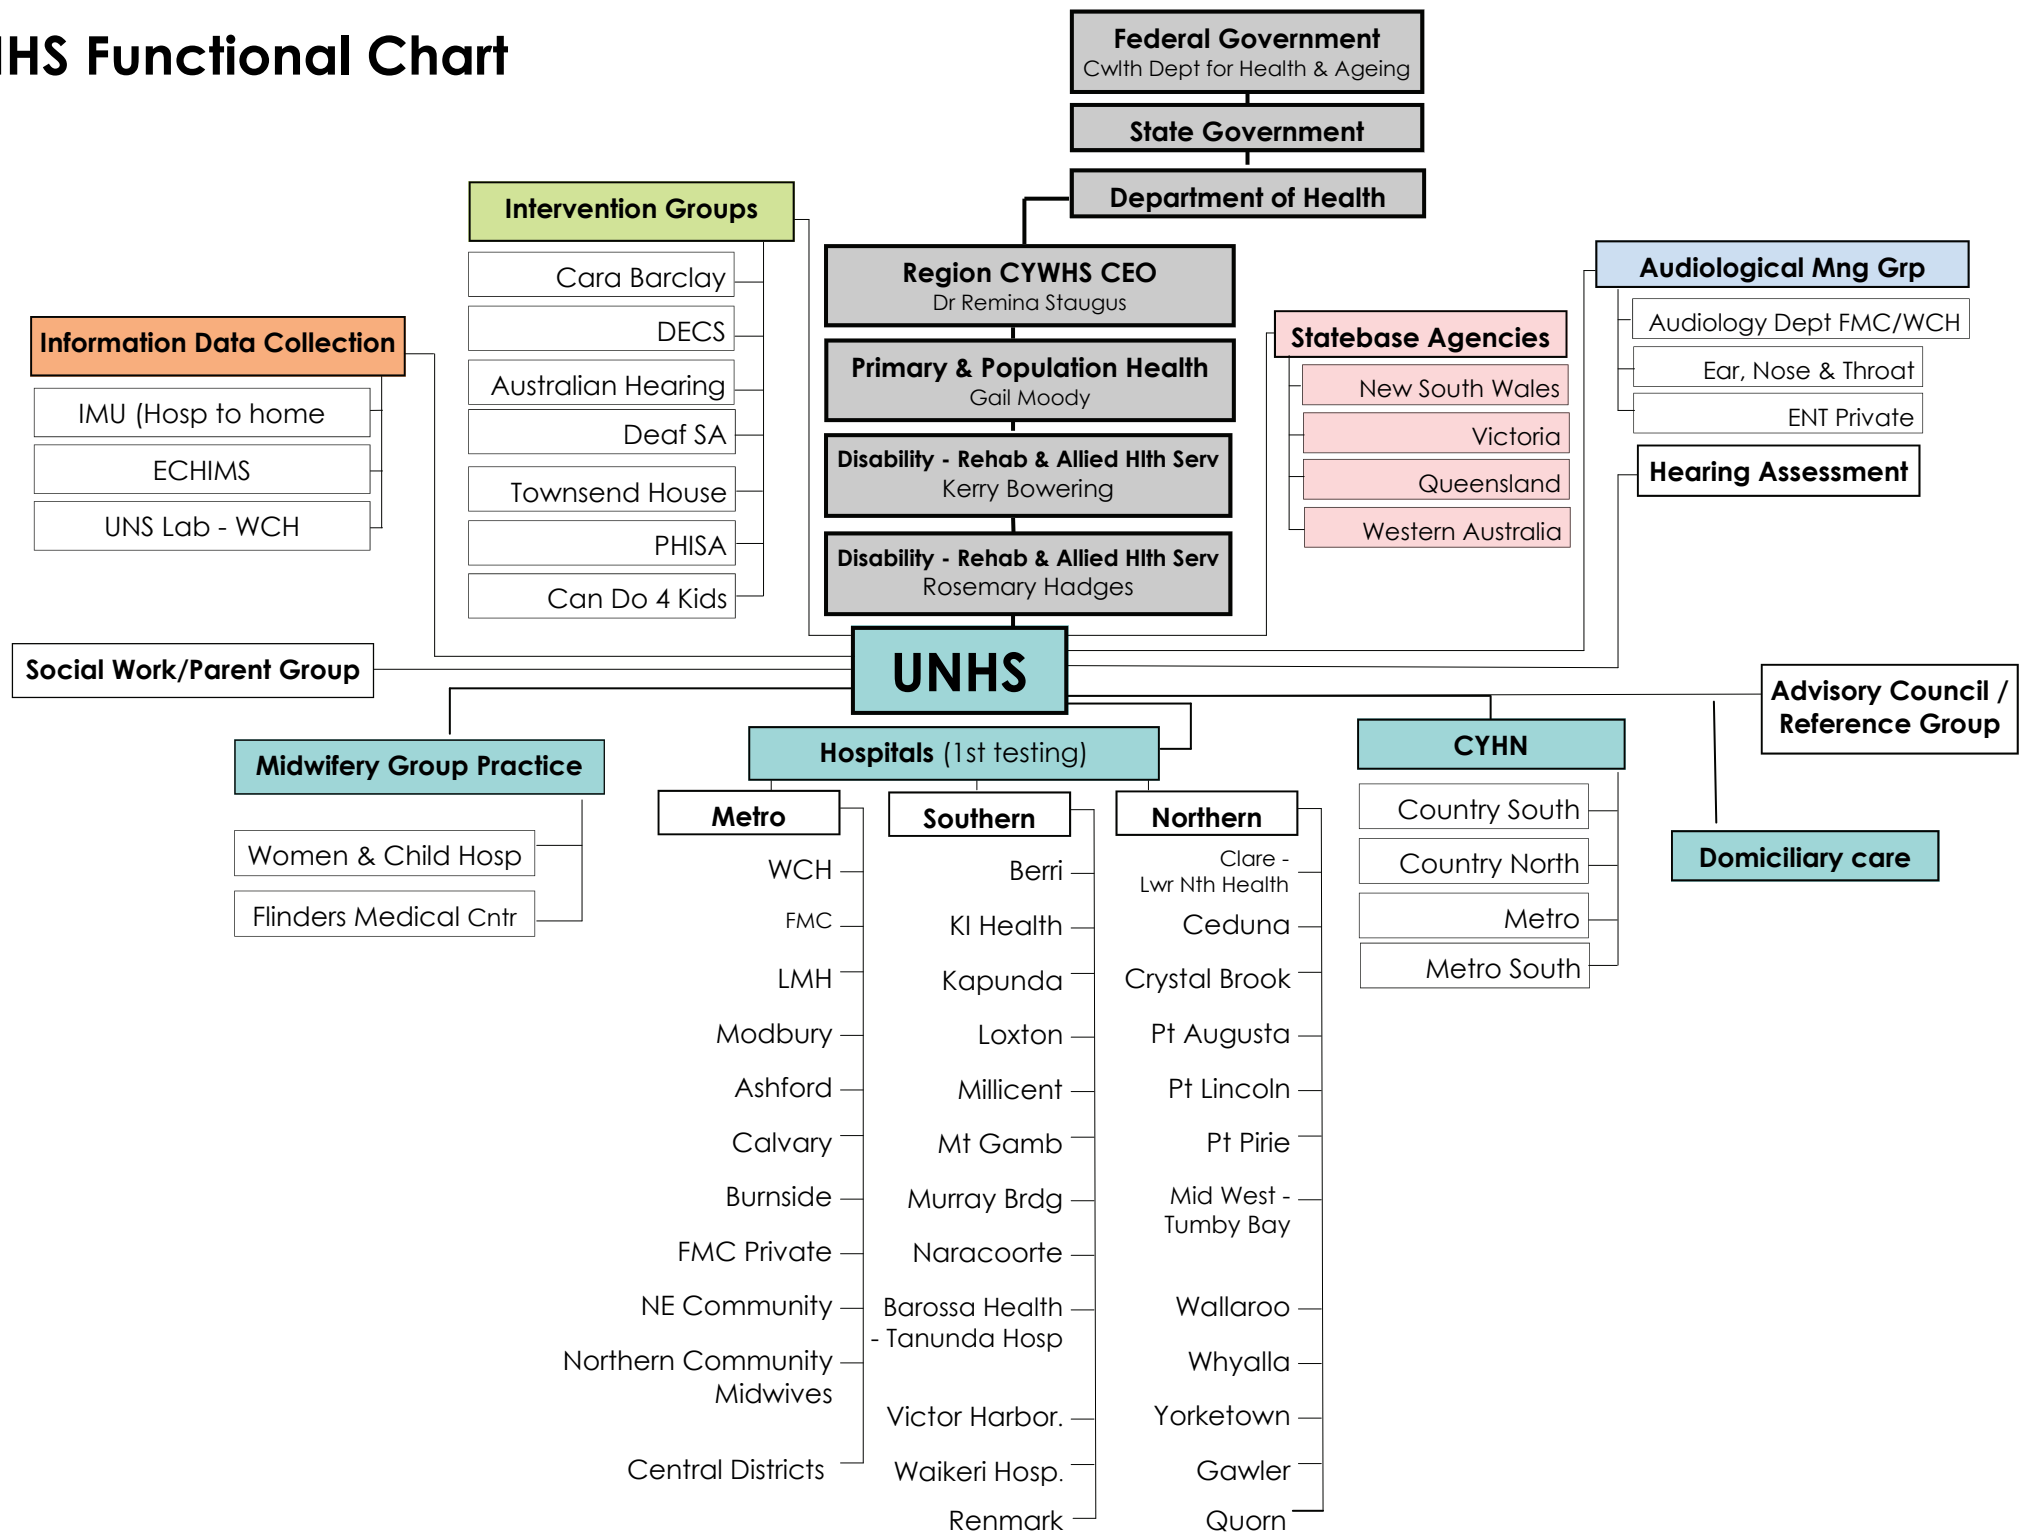 HS Functional Chart
Federal Government
Cwlth Dept for Health & Ageing
State Government
Department of Health
Intervention Groups
Cara Barclay
DECS
Australian Hearing
Deaf SA
Townsend House
PHISA
Can Do 4 Kids
Region CYWHS CEO
Dr Remina Staugus
Primary & Population Health
Gail Moody
Disability - Rehab & Allied Hlth Serv
Kerry Bowering
Disability - Rehab & Allied Hlth Serv
Rosemary Hadges
Audiological Mng Grp
Audiology Dept FMC/WCH
Ear, Nose & Throat
ENT Private
Hearing Assessment
Statebase Agencies
New South Wales
Victoria
Queensland
Western Australia
Information Data Collection
IMU (Hosp to home
ECHIMS
UNS Lab - WCH
Social Work/Parent Group
UNHS
Advisory Council /
Reference Group
Midwifery Group Practice
Women & Child Hosp
Flinders Medical Cntr
Hospitals (1st testing)
Metro
WCH
FMC
LMH
Modbury
Ashford
Calvary
Burnside
FMC Private
NE Community
Northern Community
Midwives
Central Districts
Southern
Berri
KI Health
Kapunda
Loxton
Millicent
Mt Gamb
Murray Brdg
Naracoorte
Barossa Health
- Tanunda Hosp
Victor Harbor.
Waikeri Hosp.
Renmark
Northern
Clare -
Lwr Nth Health
Ceduna
Crystal Brook
Pt Augusta
Pt Lincoln
Pt Pirie
Mid West -
Tumby Bay
Wallaroo
Whyalla
Yorketown
Gawler
Quorn
CYHN
Country South
Country North
Metro
Metro South
Domiciliary care